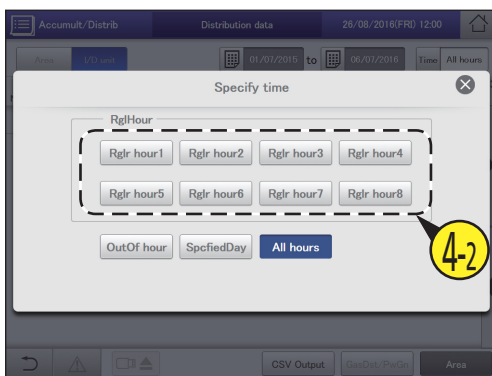 Accumult/Distrib Distribution data 26/08/2016(FRI) 12:00
Area I/O unit 01/07/2015 to 06/07/2016 Time All hours
Specify time
RglHour
Rglr hour1 Rglr hour2 Rglr hour3 Rglr hour4
Rglr hour5 Rglr hour6 Rglr hour7 Rglr hour8
4-2
OutOf hour SpcfiedDay All hours
CSV Output GasDst/PwGn Area